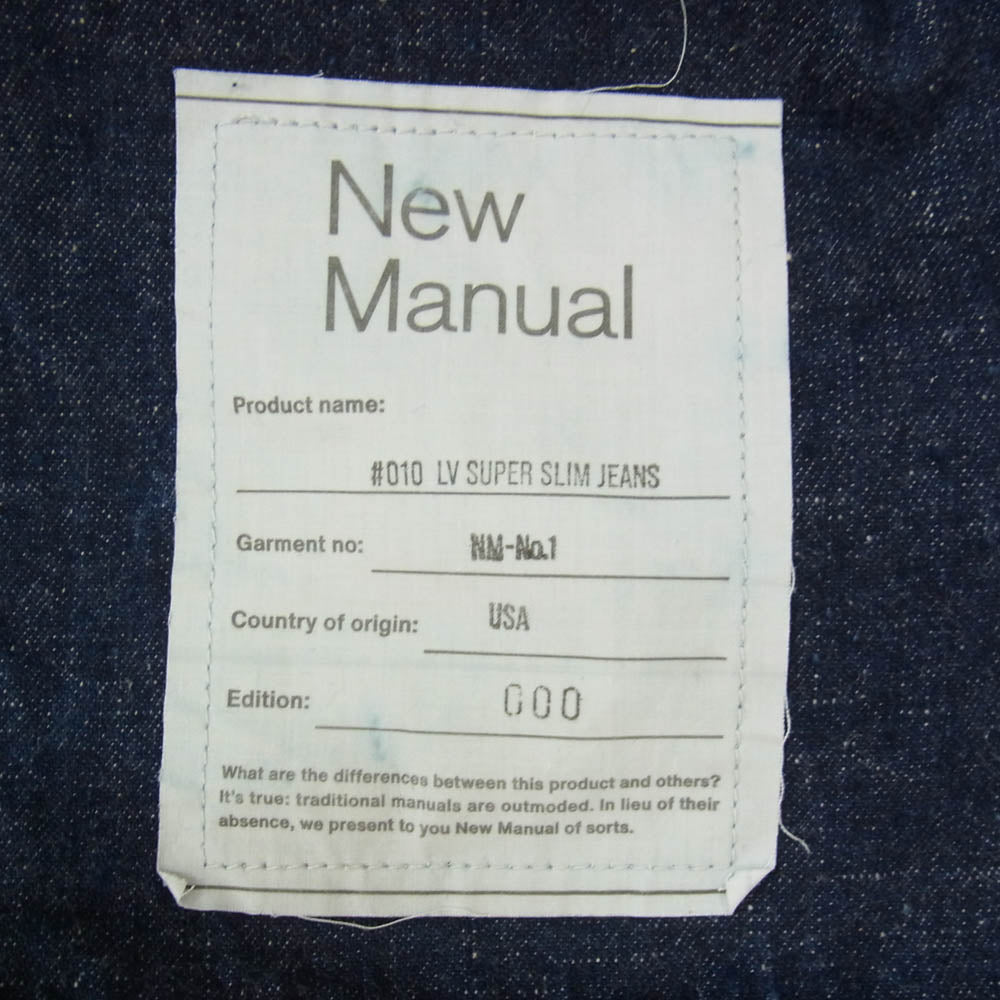 New
Manual
Product name:
#010 LV SUPER SLIM JEANS
Garment no: NM-No.1
Country of origin: USA
Edition: 000
What are the differences between this product and others?
It's true: traditional manuals are outmoded. In lieu of their
absence, we present to you New Manual of sorts.